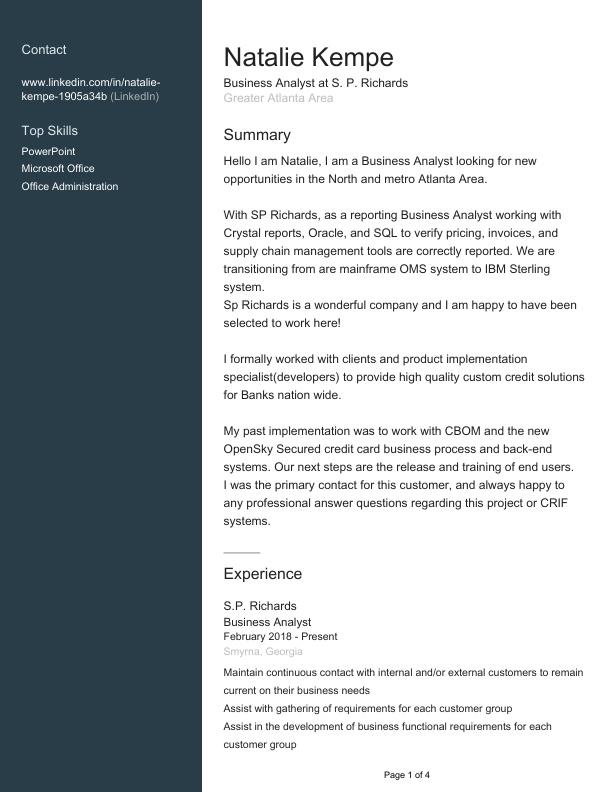 Contact
www.linkedin.com/in/natalie-
kempe-1905a34b (LinkedIn)
Top Skills
PowerPoint
Microsoft Office
Office Administration
Natalie Kempe
Business Analyst at S. P. Richards
Greater Atlanta Area
Summary
Hello I am Natalie, I am a Business Analyst looking for new
opportunities in the North and metro Atlanta Area.
With SP Richards, as a reporting Business Analyst working with
Crystal reports, Oracle, and SQL to verify pricing, invoices, and
supply chain management tools are correctly reported. We are
transitioning from are mainframe OMS system to IBM Sterling
system.
Sp Richards is a wonderful company and I am happy to have been
selected to work here!
I formally worked with clients and product implementation
specialist(developers) to provide high quality custom credit solutions
for Banks nation wide.
My past implementation was to work with CBOM and the new
OpenSky Secured credit card business process and back-end
systems. Our next steps are the release and training of end users.
I was the primary contact for this customer, and always happy to
any professional answer questions regarding this project or CRIF
systems.
Experience
S.P. Richards
Business Analyst
February 2018 - Present
Smyrna, Georgia
Maintain continuous contact with internal and/or external customers to remain
current on their business needs
Assist with gathering of requirements for each customer group
Assist in the development of business functional requirements for each
customer group
Page 1 of 4